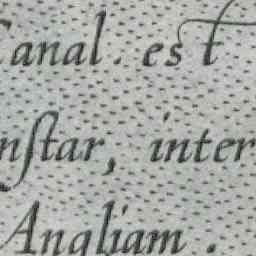 Canal. est
nſtar, inter
Angliam.